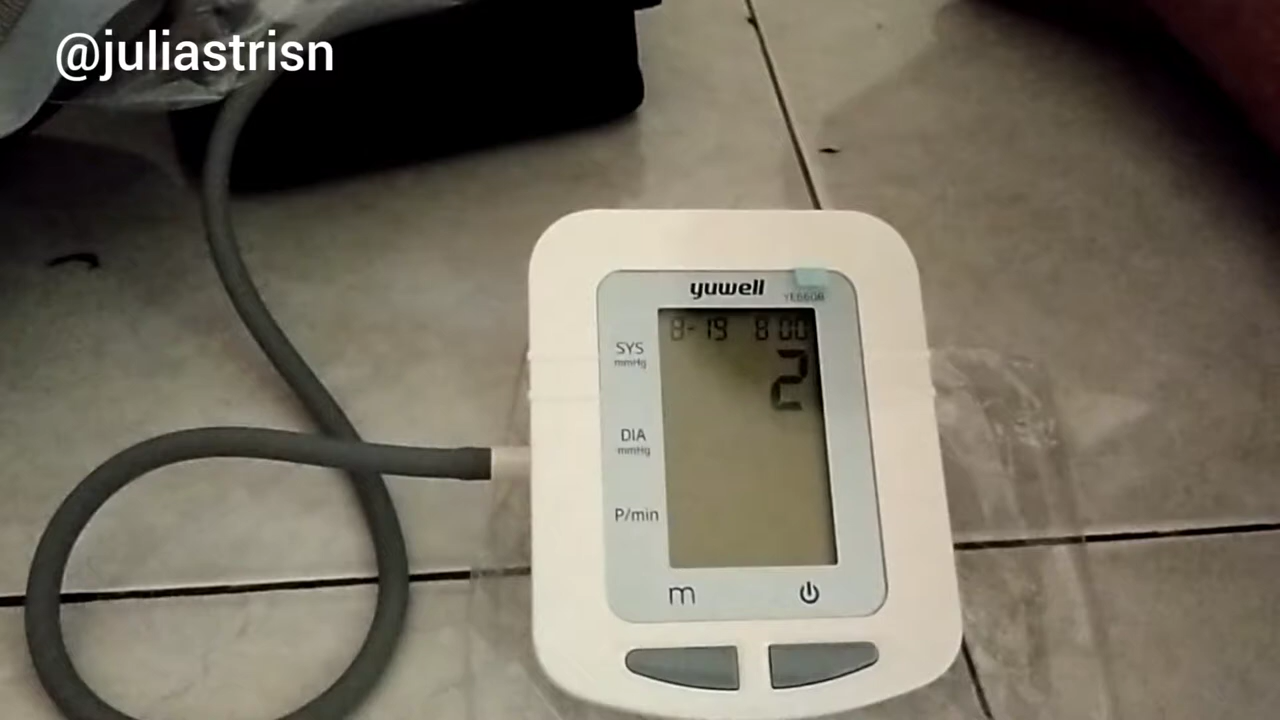 @juliastrisn
yuwell
YE660B
8-19 8:00
SYS
mmHg
2
DIA
mmHg
P/min
m